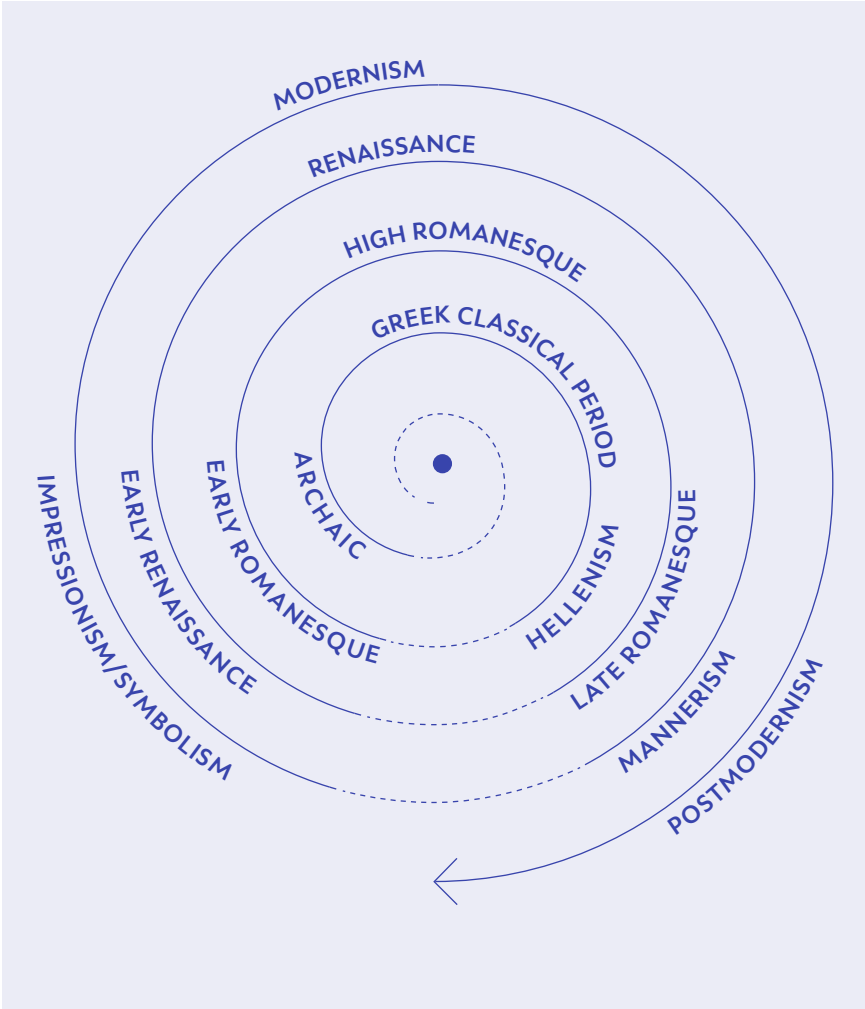 MODERNISM
RENAISSANCE
HIGH ROMANESQUE
GREEK CLASSICAL PERIOD
ARCHAIC
EARLY ROMANESQUE
EARLY RENAISSANCE
IMPRESSIONISM/SYMBOLISM
HELLENISM
LATE ROMANESQUE
MANNERISM
POSTMODERNISM